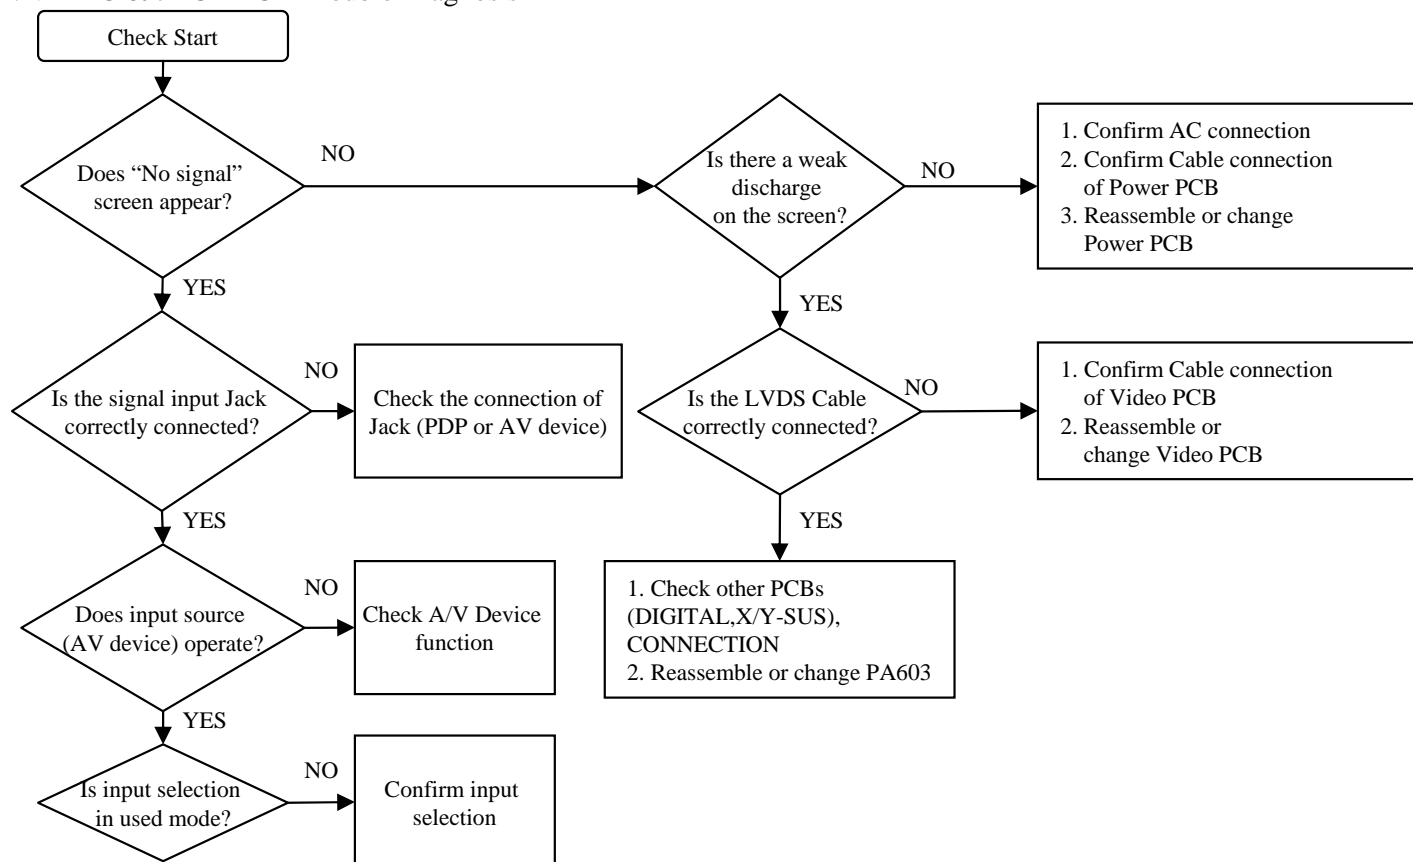 Check Start
Does “No signal”
screen appear?
NO
YES
Is there a weak
discharge
on the screen?
NO
YES
1. Confirm AC connection
2. Confirm Cable connection
of Power PCB
3. Reassemble or change
Power PCB
Is the signal input Jack
correctly connected?
NO
YES
Check the connection of
Jack (PDP or AV device)
Is the LVDS Cable
correctly connected?
NO
YES
1. Confirm Cable connection
of Video PCB
2. Reassemble or
change Video PCB
Does input source
(AV device) operate?
NO
YES
Check A/V Device
function
1. Check other PCBs
(DIGITAL,X/Y-SUS),
CONNECTION
2. Reassemble or change PA603
Is input selection
in used mode?
NO
Confirm input
selection